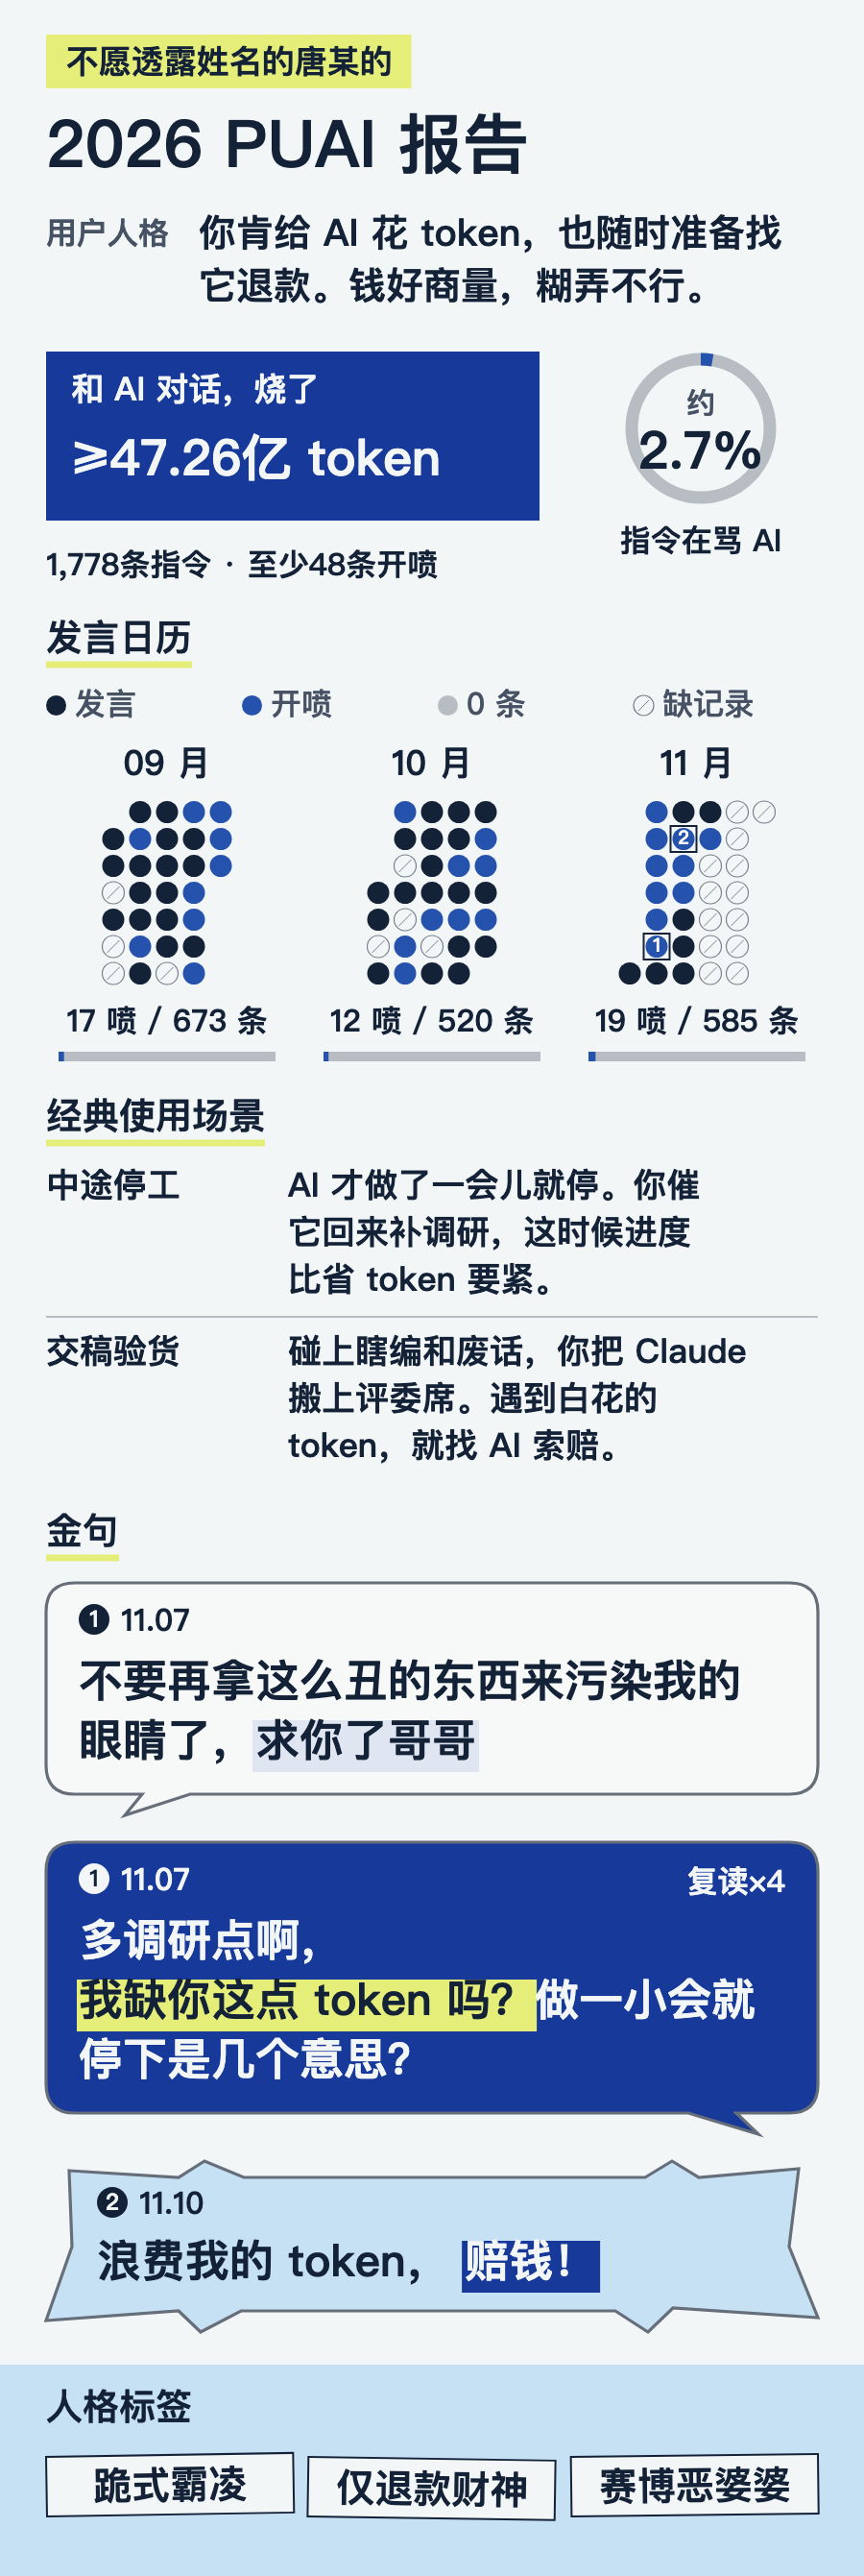 不愿透露姓名的唐某的
2026 PUAI 报告
用户人格
你肯给 AI 花 token，也随时准备找
它退款。钱好商量，糊弄不行。
和 AI 对话，烧了
≥47.26亿 token
约
2.7%
指令在骂 AI
1,778条指令 · 至少48条开喷
发言日历
发言 开喷 0 条 缺记录
09 月 10 月 11 月
2
1
17 喷 / 673 条 12 喷 / 520 条 19 喷 / 585 条
经典使用场景
中途停工
AI 才做了一会儿就停。你催
它回来补调研，这时候进度
比省 token 要紧。
交稿验货
碰上瞎编和废话，你把 Claude
搬上评委席。遇到白花的
token，就找 AI 索赔。
金句
1 11.07
不要再拿这么丑的东西来污染我的
眼睛了，求你了哥哥
1 11.07 复读×4
多调研点啊，
我缺你这点 token 吗？做一小会就
停下是几个意思？
2 11.10
浪费我的 token，赔钱！
人格标签
跪式霸凌 仅退款财神 赛博恶婆婆